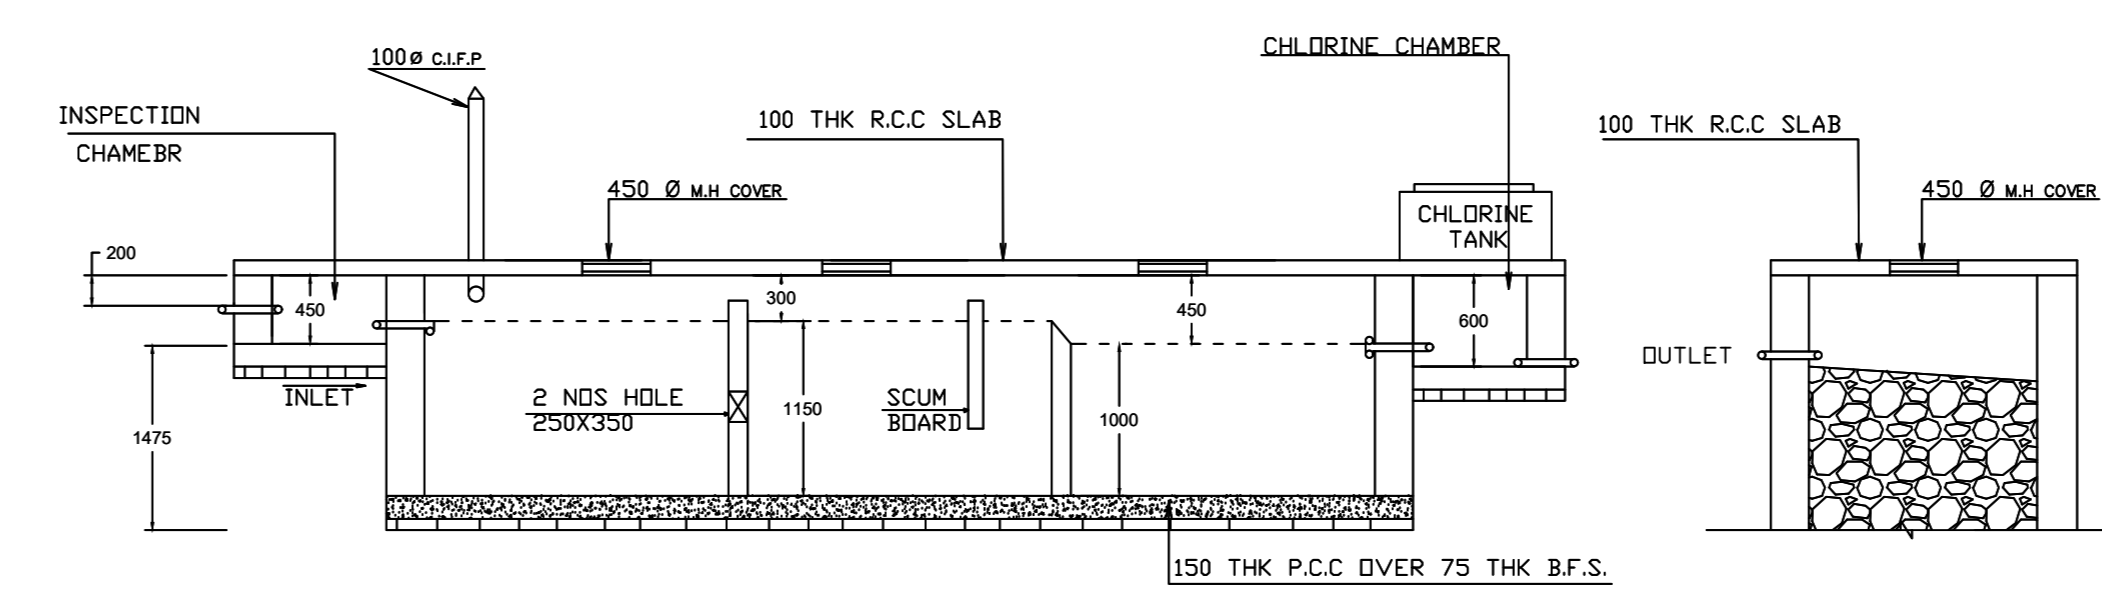 100Ø C.I.F.P
CHLORINE CHAMBER
INSPECTION
CHAMEBR
100 THK R.C.C SLAB
100 THK R.C.C SLAB
450 Ø M.H COVER
450 Ø M.H COVER
CHLORINE
TANK
200
450
300
450
600
OUTLET
INLET
2 NOS HOLE
250X350
1150
SCUM
BOARD
1000
1475
150 THK P.C.C OVER 75 THK B.F.S.